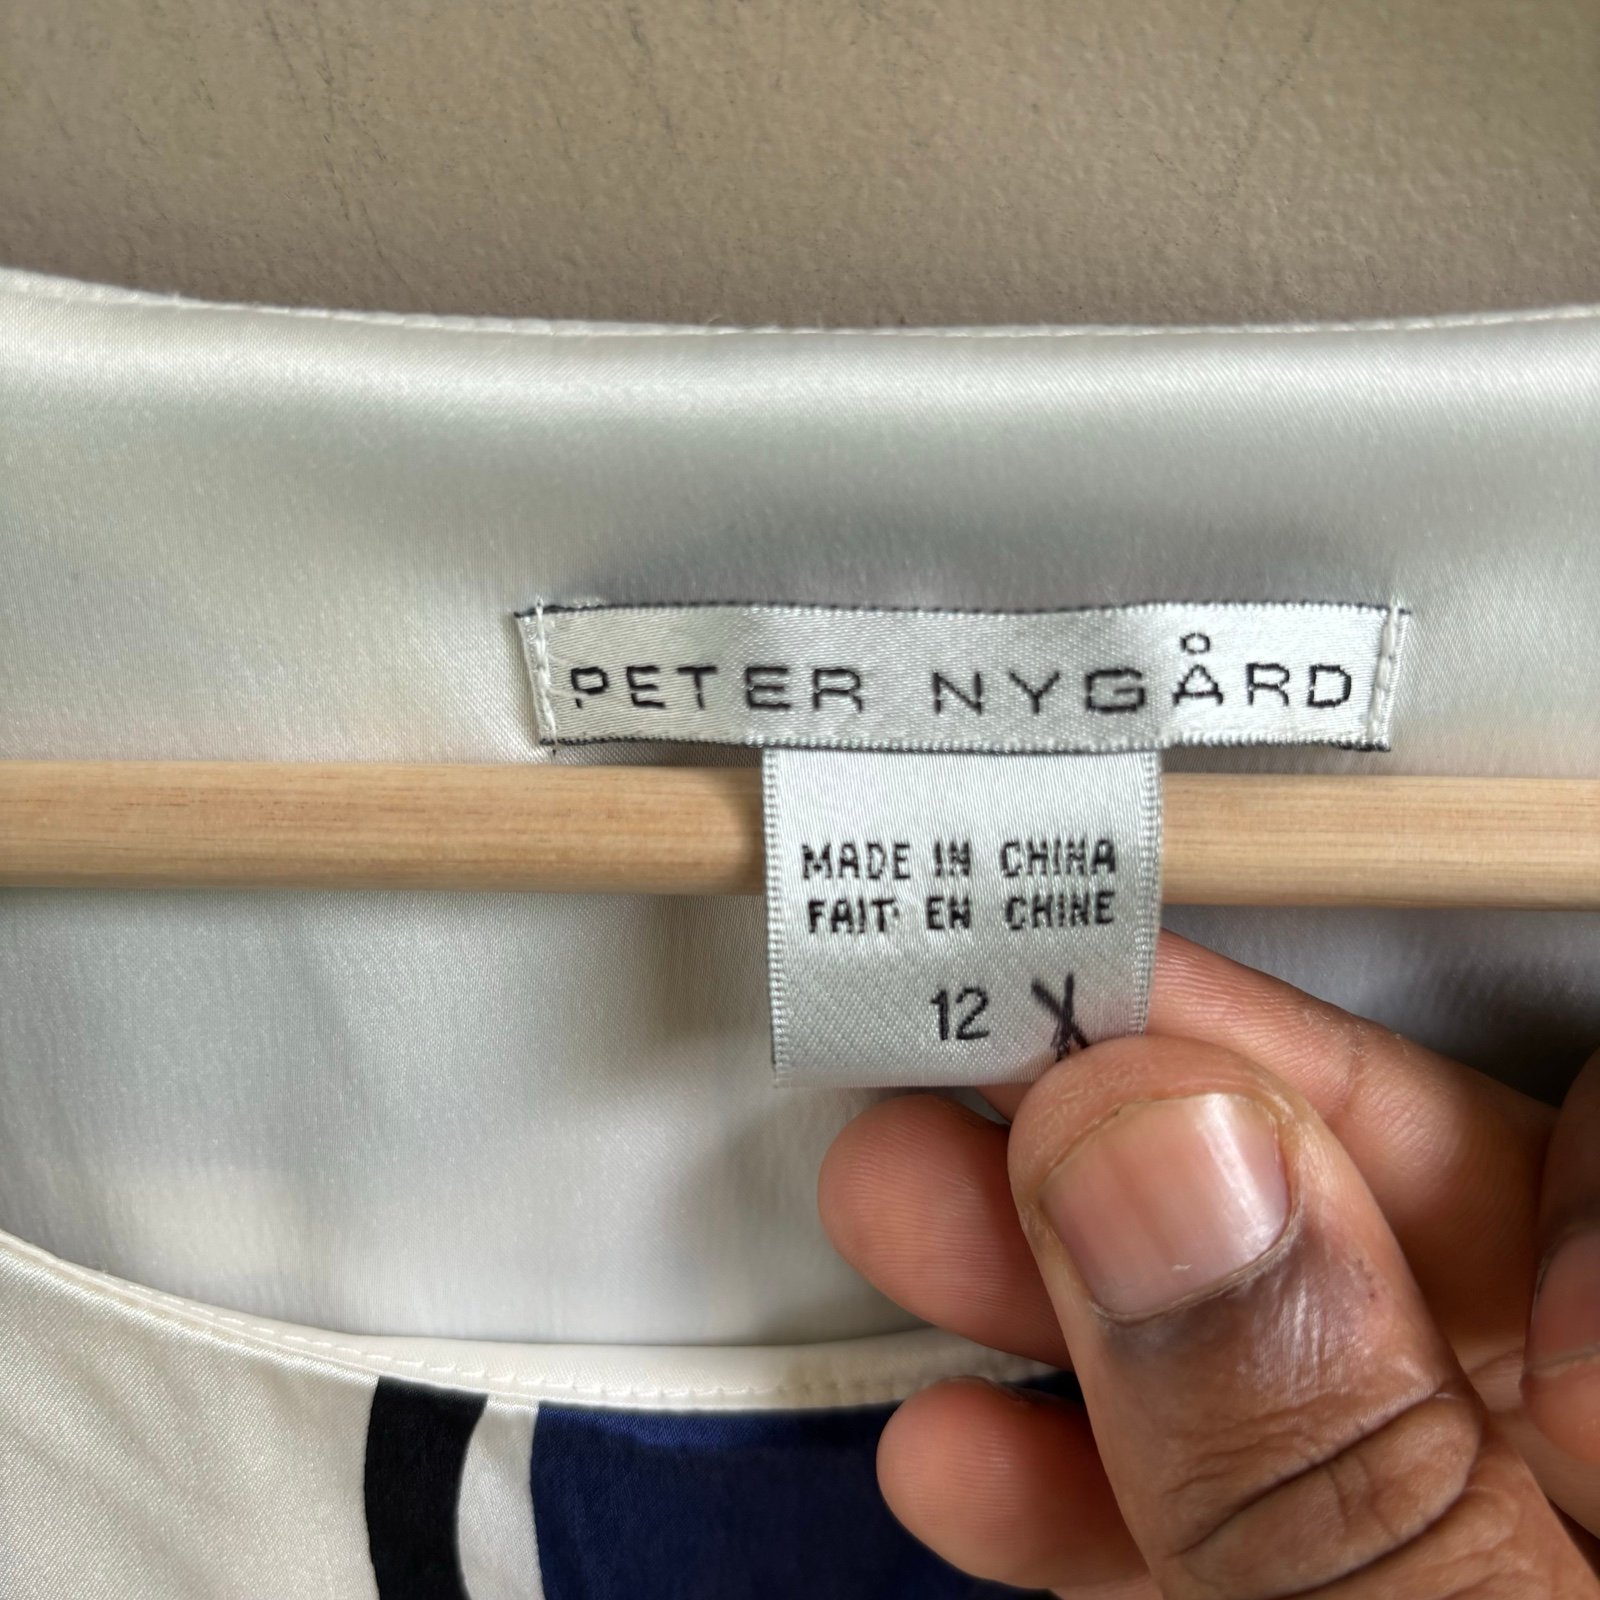 PETER NYGÅRD
MADE IN CHINA
FAIT EN CHINE
12 X